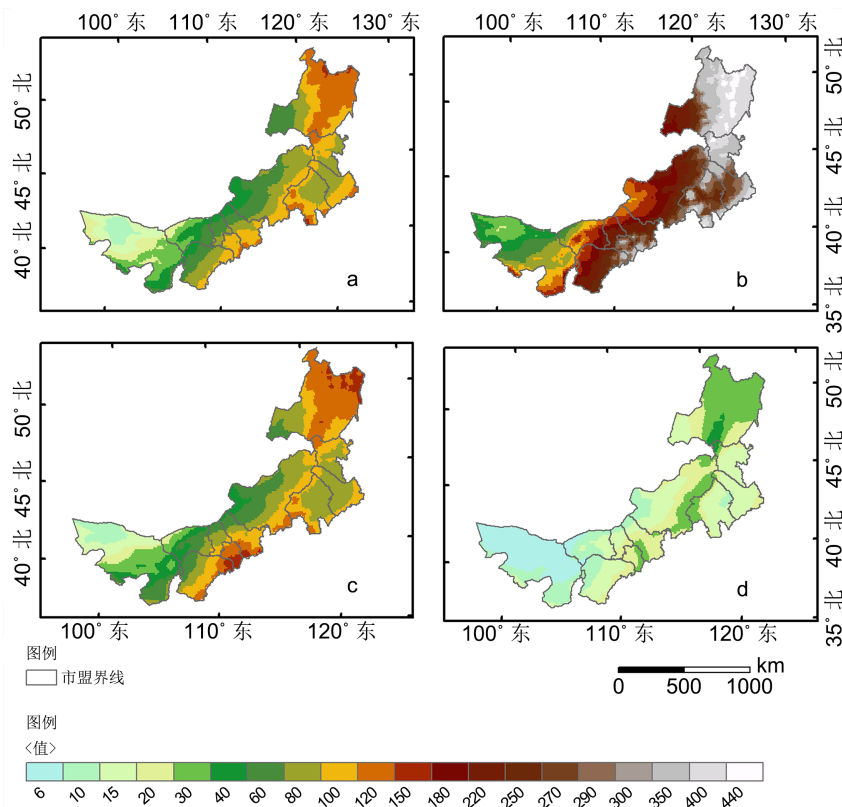 100° 东 110° 东 120° 东 130° 东
100° 东 110° 东 120° 东 130° 东
50° 北
45° 北
40° 北
a
50° 北
45° 北
40° 北
35° 北
b
50° 北
45° 北
40° 北
c
50° 北
45° 北
40° 北
35° 北
d
100° 东 110° 东 120° 东
100° 东 110° 东 120° 东
图例
市盟界线
km
0 500 1000
图例
<值>
6 10 15 20 30 40 60 80 100 120 150 180 220 250 270 290 300 350 400 440